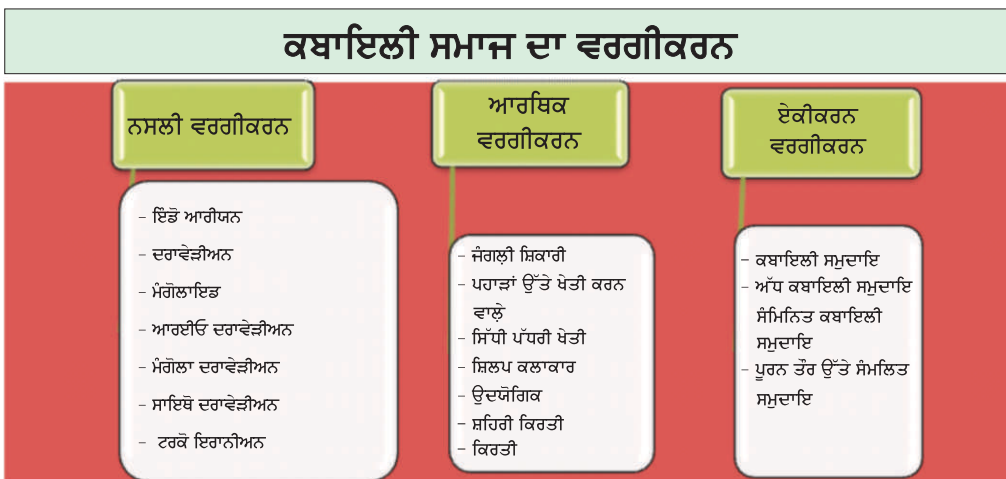 ਕਬਾਇਲੀ ਸਮਾਜ ਦਾ ਵਰਗੀਕਰਨ
ਨਸਲੀ ਵਰਗੀਕਰਨ
- ਇੰਡੋ ਆਰੀਯਨ
- ਦਰਾਵੇੜੀਅਨ
- ਮੰਗੋਲਾਇਡ
- ਆਰਈਓ ਦਰਾਵੇੜੀਅਨ
- ਮੰਗੋਲਾ ਦਰਾਵੇੜੀਅਨ
- ਸਾਇਥੋ ਦਰਾਵੇੜੀਅਨ
- ਟਰਕੋ ਇਰਾਨੀਅਨ
ਆਰਥਿਕ
ਵਰਗੀਕਰਨ
- ਜੰਗਲੀ ਸ਼ਿਕਾਰੀ
- ਪਹਾੜਾਂ ਉੱਤੇ ਖੇਤੀ ਕਰਨ
ਵਾਲ਼ੇ
- ਸਿੱਧੀ ਪੱਧਰੀ ਖੇਤੀ
- ਸ਼ਿਲਪ ਕਲਾਕਾਰ
- ਉਦਯੋਗਿਕ
- ਸ਼ਹਿਰੀ ਕਿਰਤੀ
- ਕਿਰਤੀ
ਏਕੀਕਰਨ
ਵਰਗੀਕਰਨ
- ਕਬਾਇਲੀ ਸਮੁਦਾਇ
- ਅੱਧ ਕਬਾਇਲੀ ਸਮੁਦਾਇ
ਸੰਮਿਨਿਤ ਕਬਾਇਲੀ
ਸਮੁਦਾਇ
- ਪੂਰਨ ਤੌਰ ਉੱਤੇ ਸੰਮਲਿਤ
ਸਮੁਦਾਇ